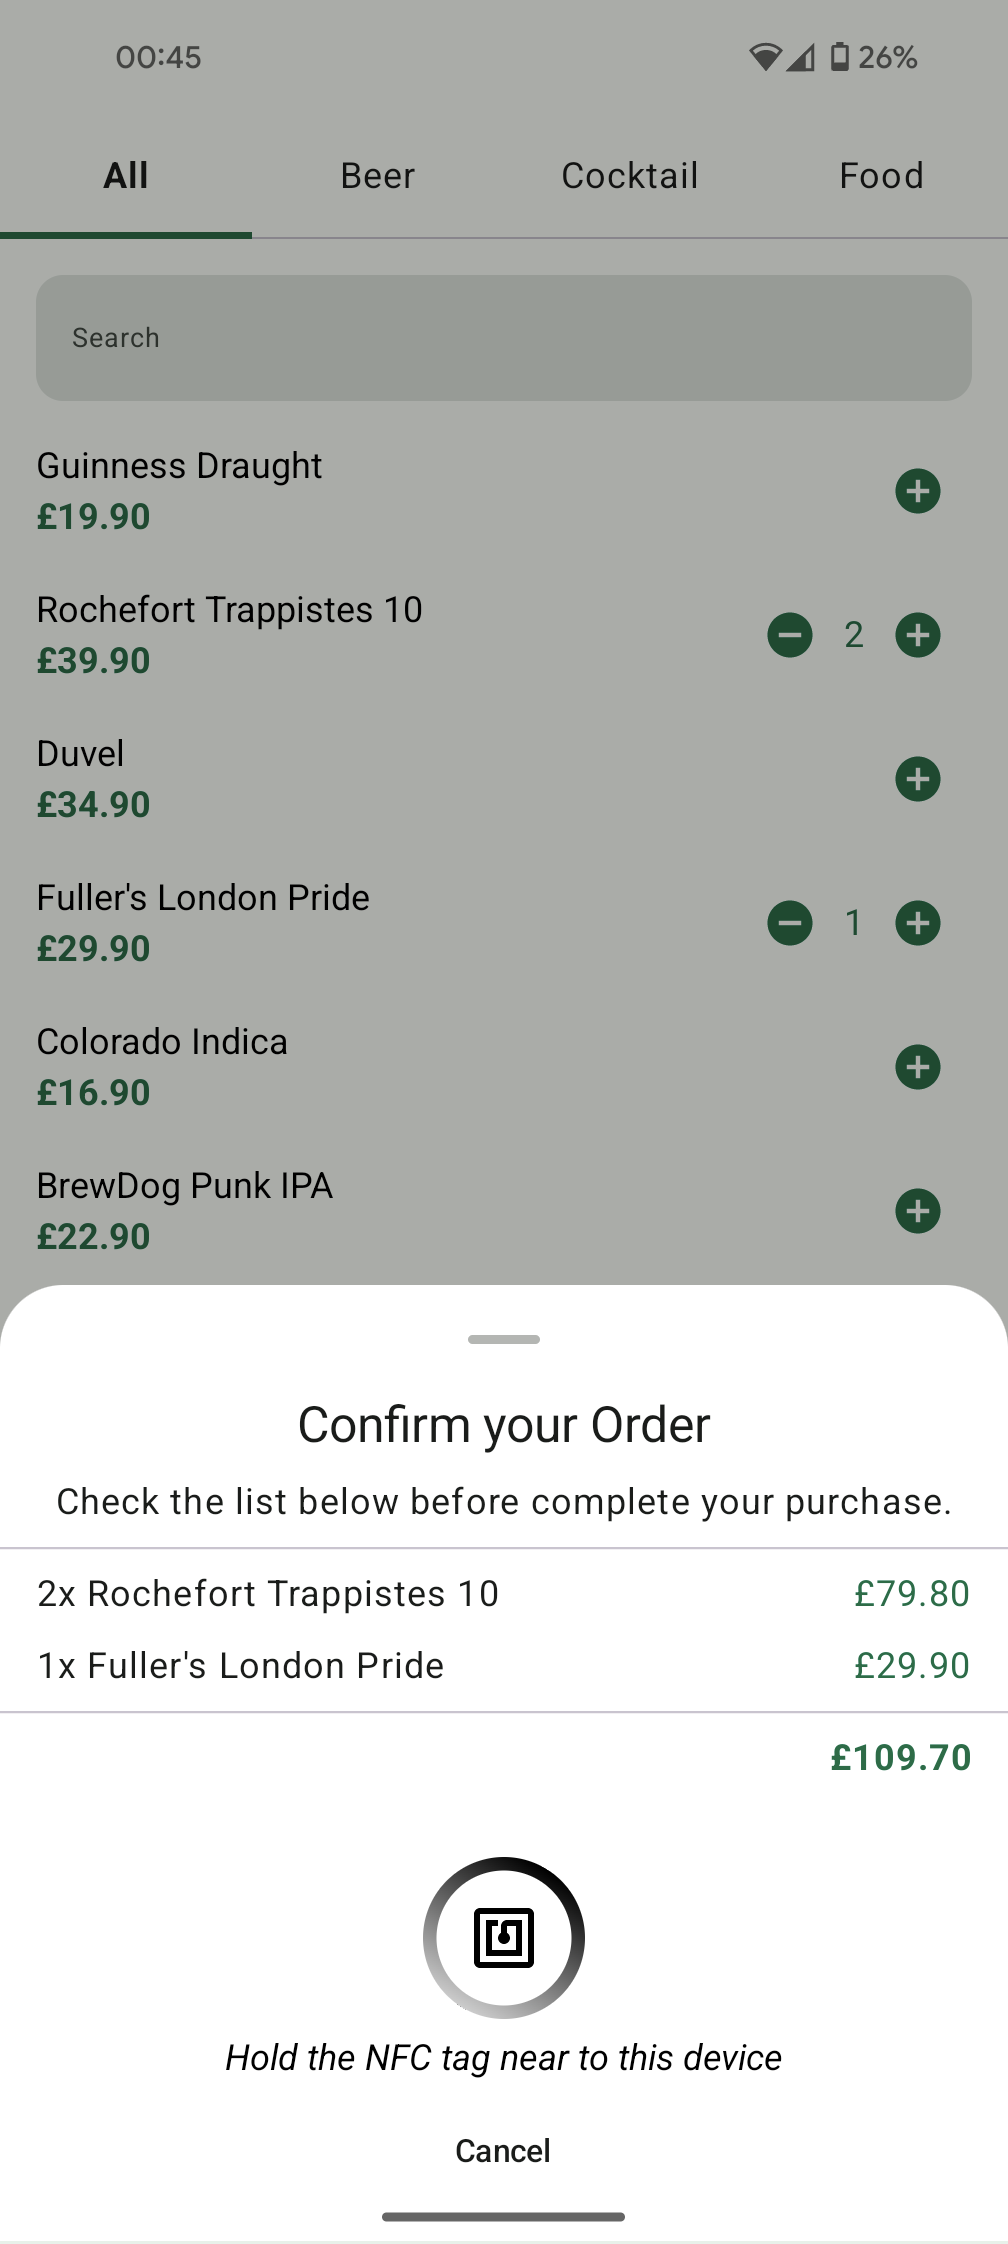 00:45 26%
All Beer Cocktail Food
Search
Guinness Draught
£19.90
Rochefort Trappistes 10
£39.90
2
Duvel
£34.90
Fuller's London Pride
£29.90
1
Colorado Indica
£16.90
BrewDog Punk IPA
£22.90
Confirm your Order
Check the list below before complete your purchase.
2x Rochefort Trappistes 10 £79.80
1x Fuller's London Pride £29.90
£109.70
Hold the NFC tag near to this device
Cancel